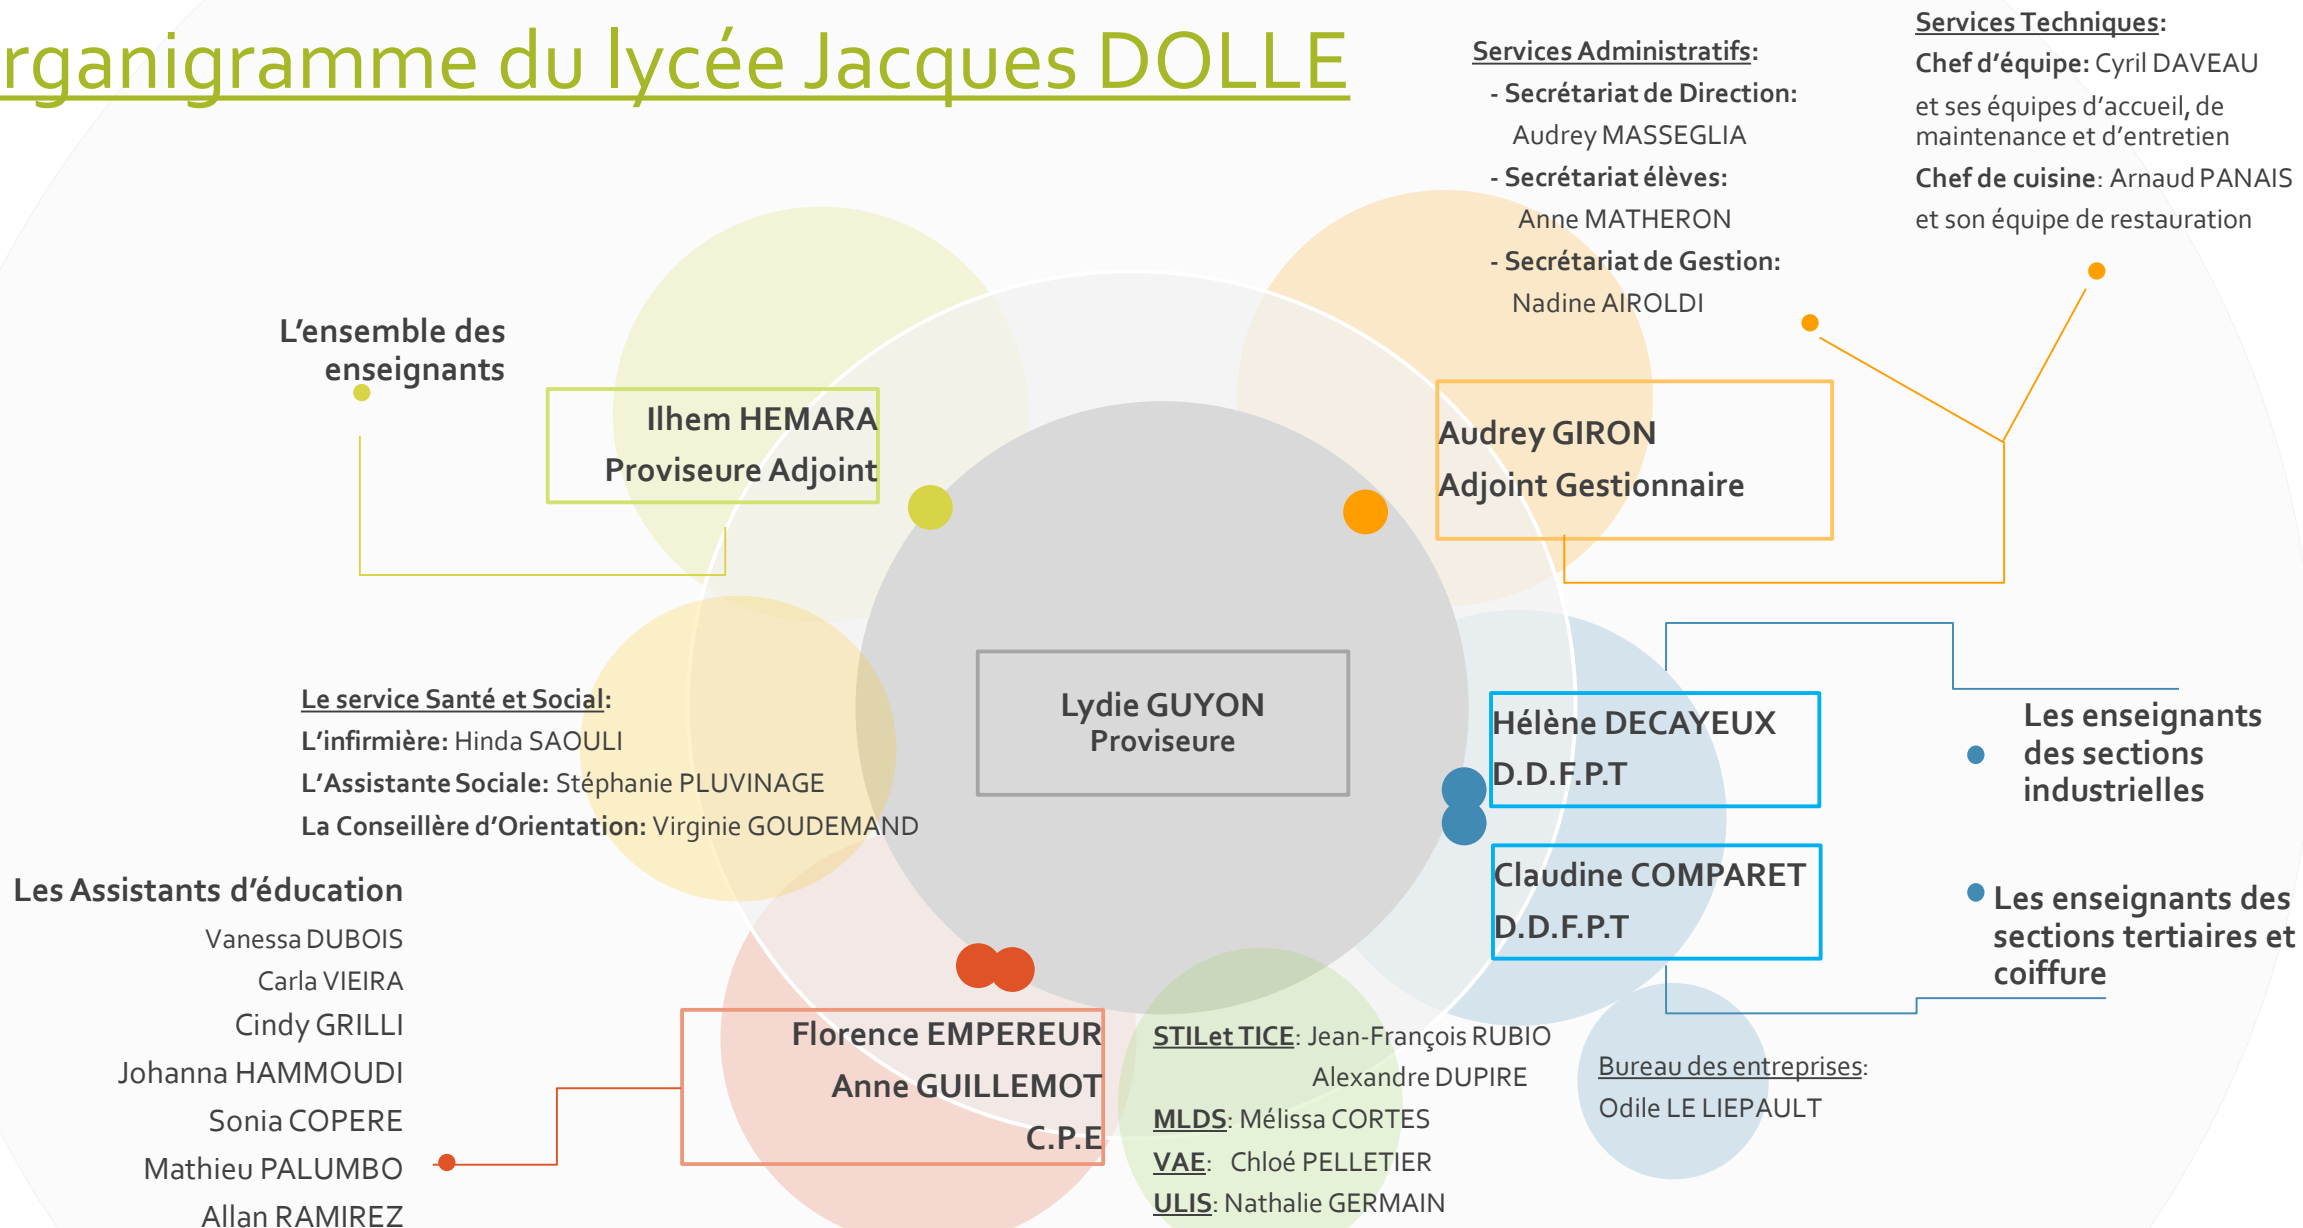 rganigramme du lycée Jacques DOLLE
Services Administratifs:
- Secrétariat de Direction:
Audrey MASSEGLIA
- Secrétariat élèves:
Anne MATHERON
- Secrétariat de Gestion:
Nadine AIROLDI
Services Techniques:
Chef d’équipe: Cyril DAVEAU
et ses équipes d’accueil, de
maintenance et d’entretien
Chef de cuisine: Arnaud PANAIS
et son équipe de restauration
L’ensemble des
enseignants
Ilhem HEMARA
Proviseure Adjoint
Audrey GIRON
Adjoint Gestionnaire
Lydie GUYON
Proviseure
Le service Santé et Social:
L’infirmière: Hinda SAOULI
L’Assistante Sociale: Stéphanie PLUVINAGE
La Conseillère d’Orientation: Virginie GOUDEMAND
Hélène DECAYEUX
D.D.F.P.T
Les enseignants
des sections
industrielles
Claudine COMPARET
D.D.F.P.T
Les enseignants des
sections tertiaires et
coiffure
Les Assistants d’éducation
Vanessa DUBOIS
Carla VIEIRA
Cindy GRILLI
Johanna HAMMOUDI
Sonia COPERE
Mathieu PALUMBO
Allan RAMIREZ
Florence EMPEREUR
Anne GUILLEMOT
C.P.E
STILet TICE: Jean-François RUBIO
Alexandre DUPIRE
MLDS: Mélissa CORTES
VAE: Chloé PELLETIER
ULIS: Nathalie GERMAIN
Bureau des entreprises:
Odile LE LIEPAULT